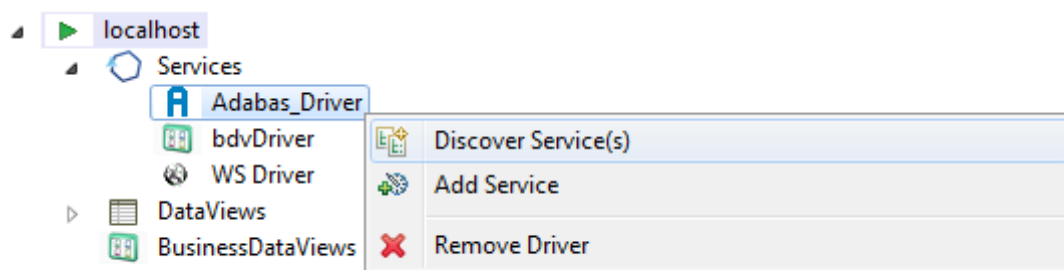 localhost
Services
Adabas_Driver
bdvDriver
Discover Service(s)
WS Driver
Add Service
DataViews
BusinessDataViews
Remove Driver